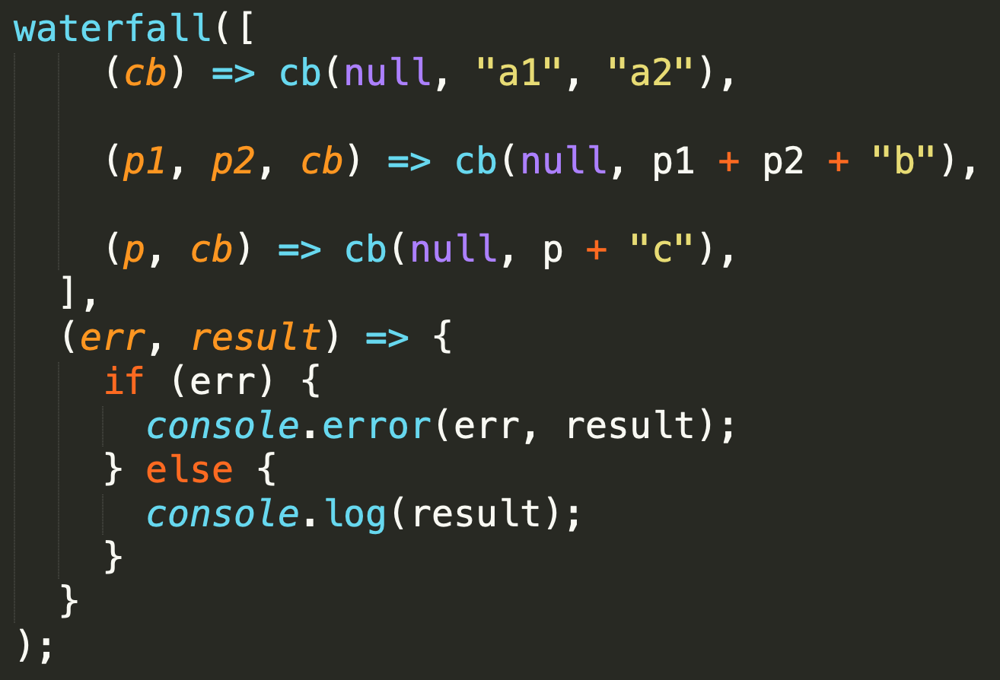 waterfall([
    (cb) => cb(null, "a1", "a2"),
    (p1, p2, cb) => cb(null, p1 + p2 + "b"),
    (p, cb) => cb(null, p + "c"),
  ],
  (err, result) => {
    if (err) {
      console.error(err, result);
    } else {
      console.log(result);
    }
  }
);